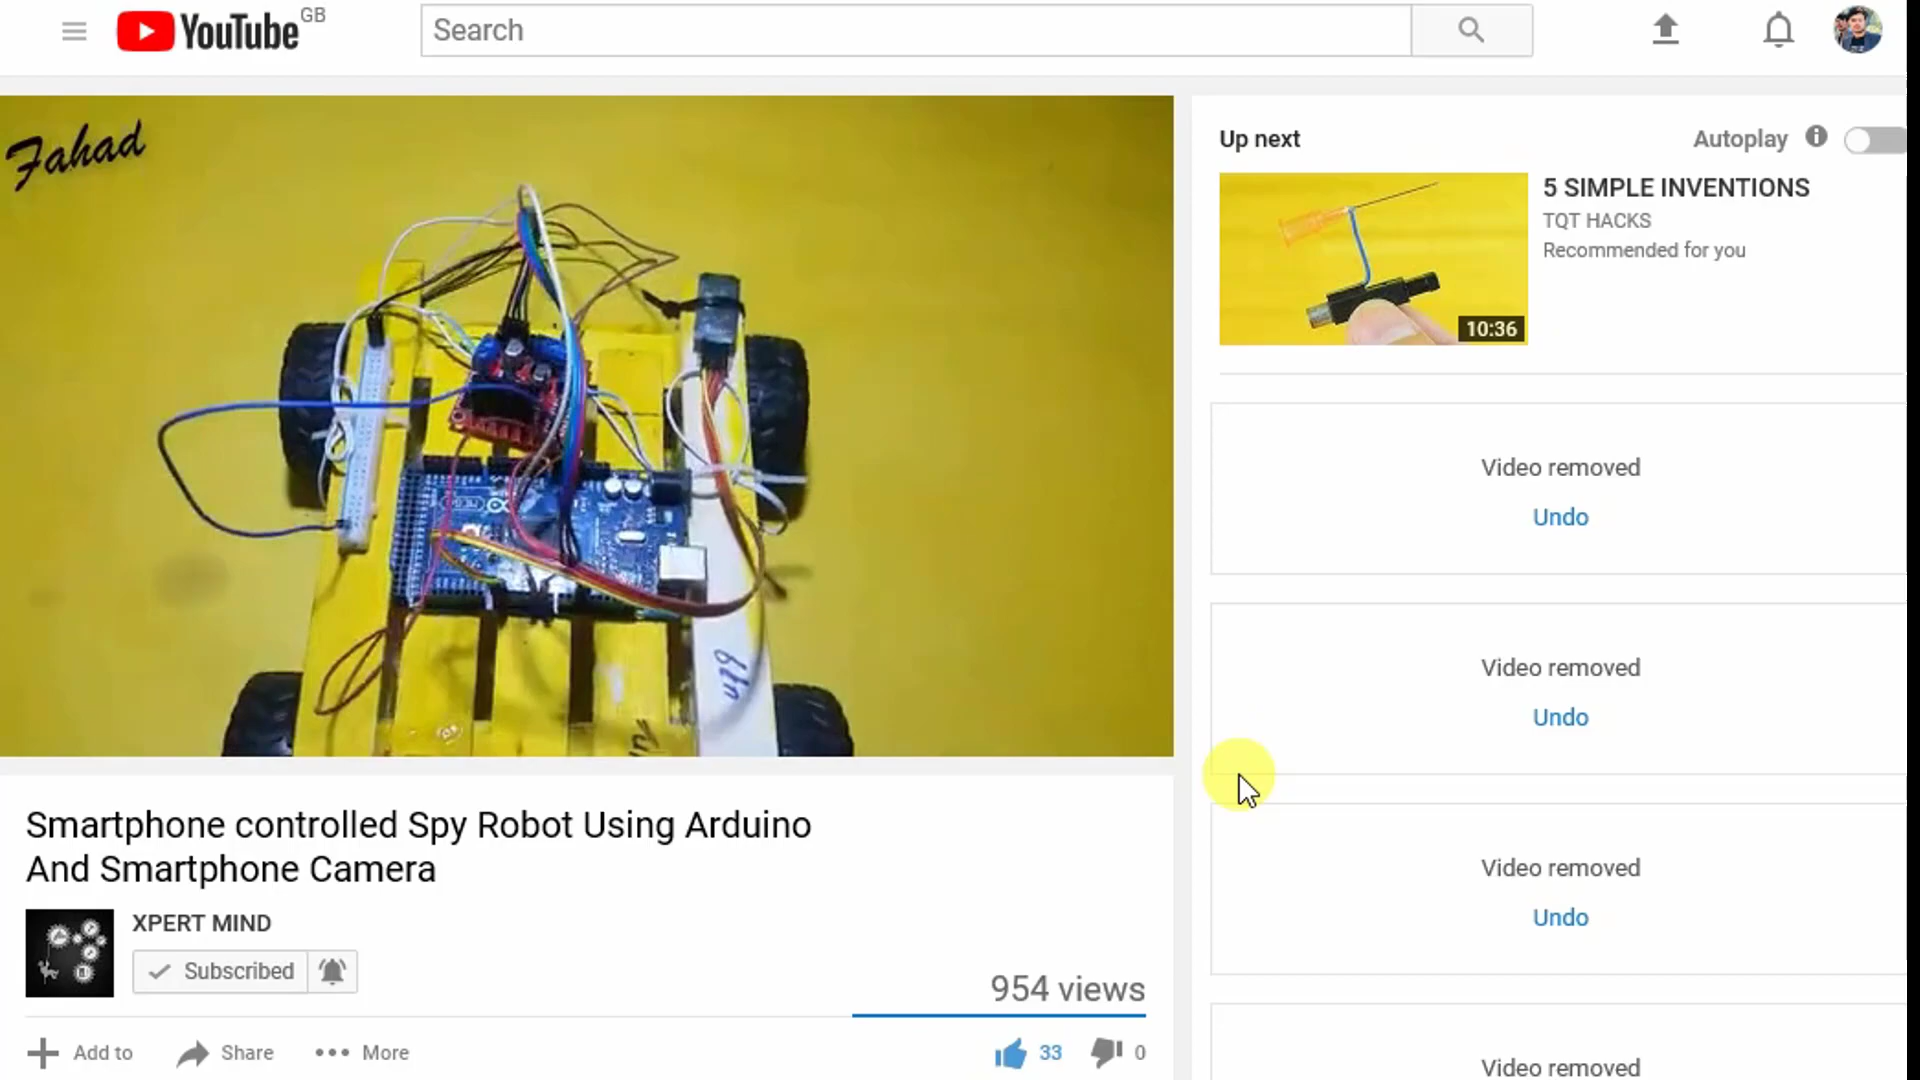 YouTube GB
Search
Fahad
Up next
Autoplay
5 SIMPLE INVENTIONS
TQT HACKS
Recommended for you
10:36
Video removed
Undo
Video removed
Undo
Video removed
Undo
Video removed
Smartphone controlled Spy Robot Using Arduino
And Smartphone Camera
XPERT MIND
Subscribed
954 views
Add to
Share
More
33
0